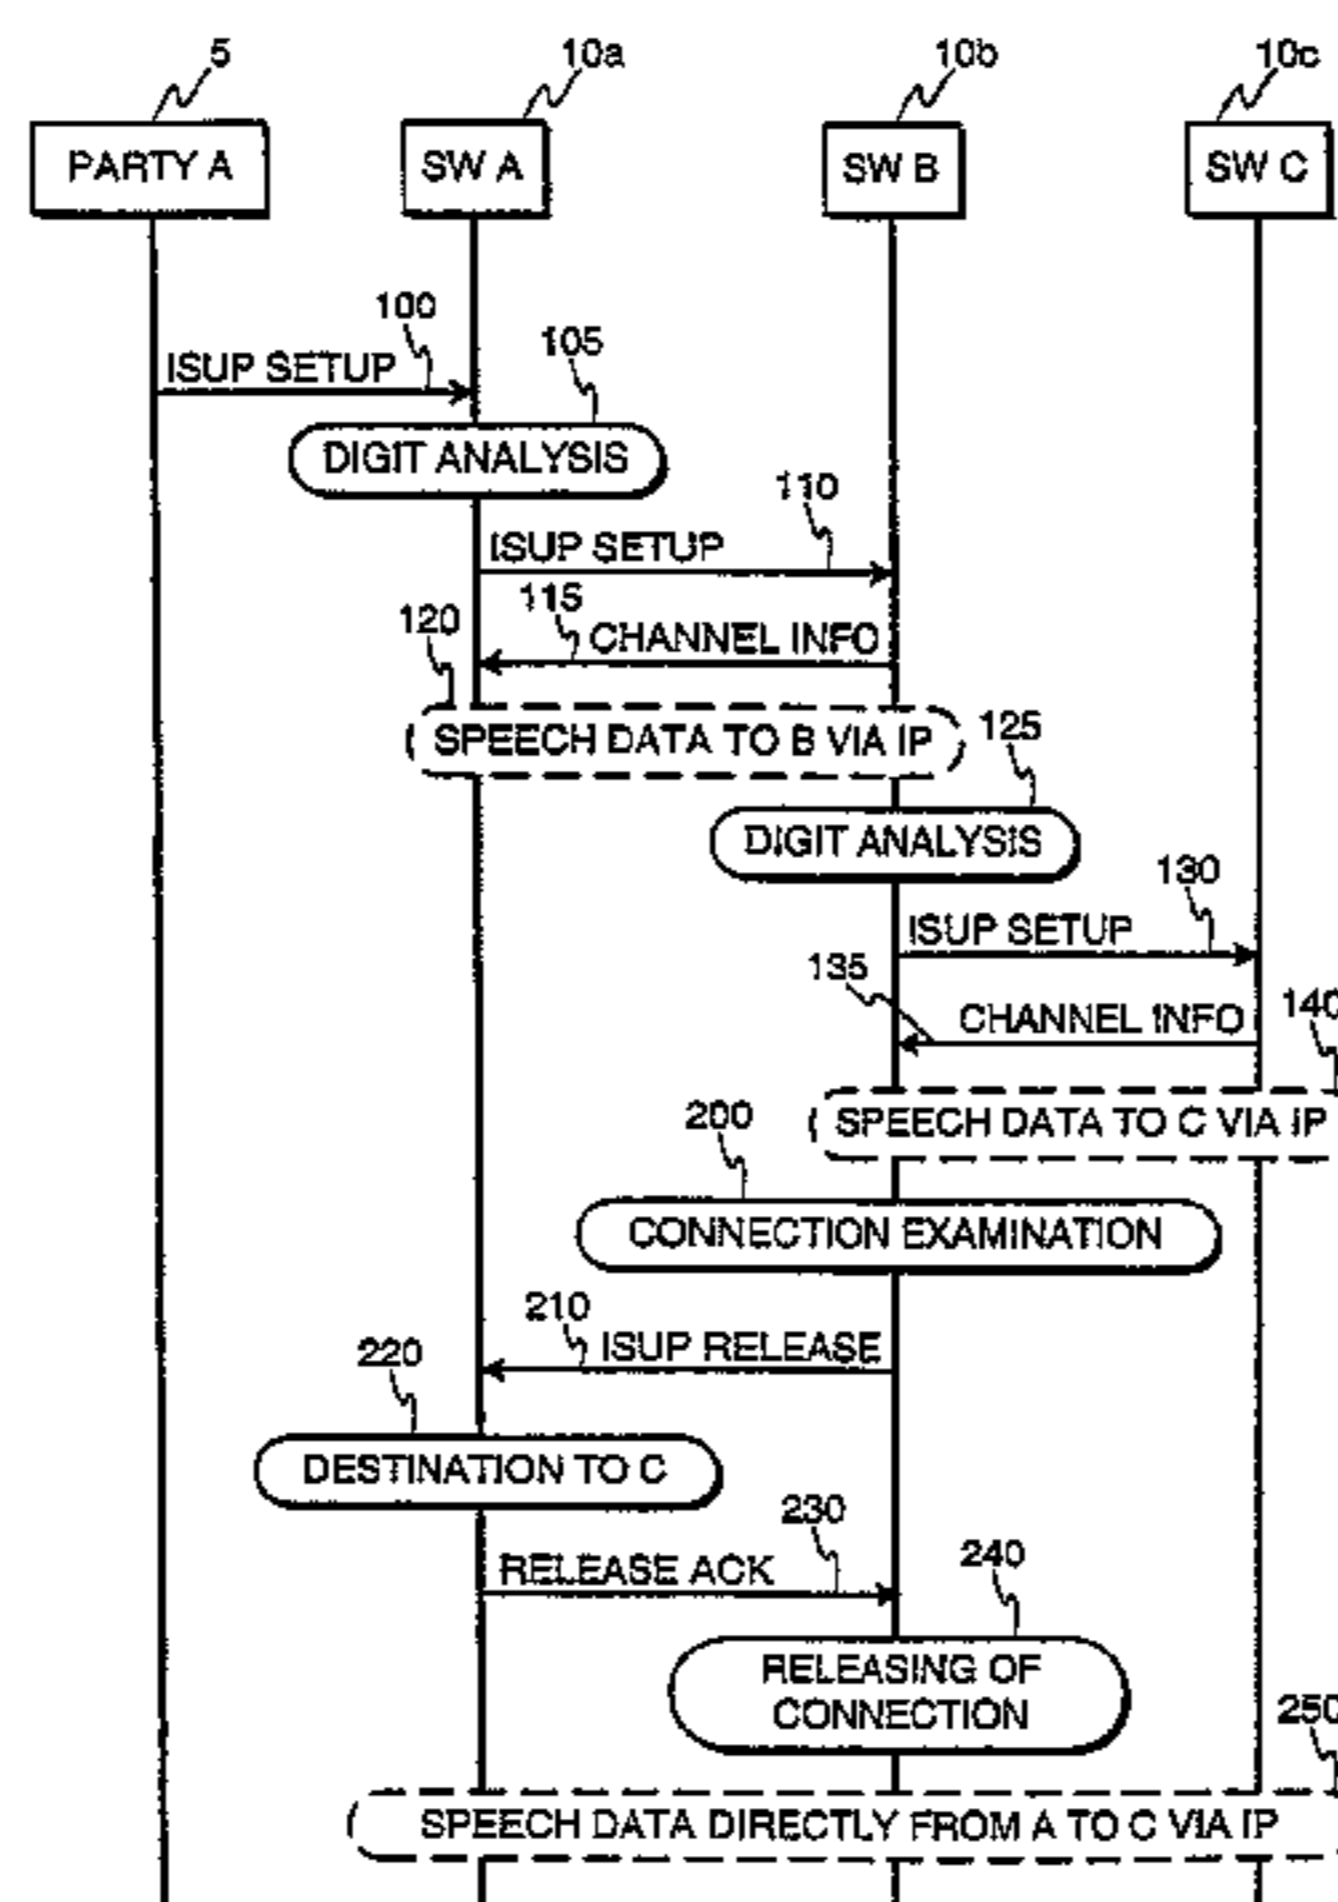 5
10a
10b
10c
PARTY A
SW A
SW B
SW C
100
ISUP SETUP
105
DIGIT ANALYSIS
110
ISUP SETUP
115
CHANNEL INFO
120
SPEECH DATA TO B VIA IP
125
DIGIT ANALYSIS
130
ISUP SETUP
135
CHANNEL INFO
140
SPEECH DATA TO C VIA IP
200
CONNECTION EXAMINATION
210
ISUP RELEASE
220
DESTINATION TO C
230
RELEASE ACK
240
RELEASING OF
CONNECTION
250
SPEECH DATA DIRECTLY FROM A TO C VIA IP